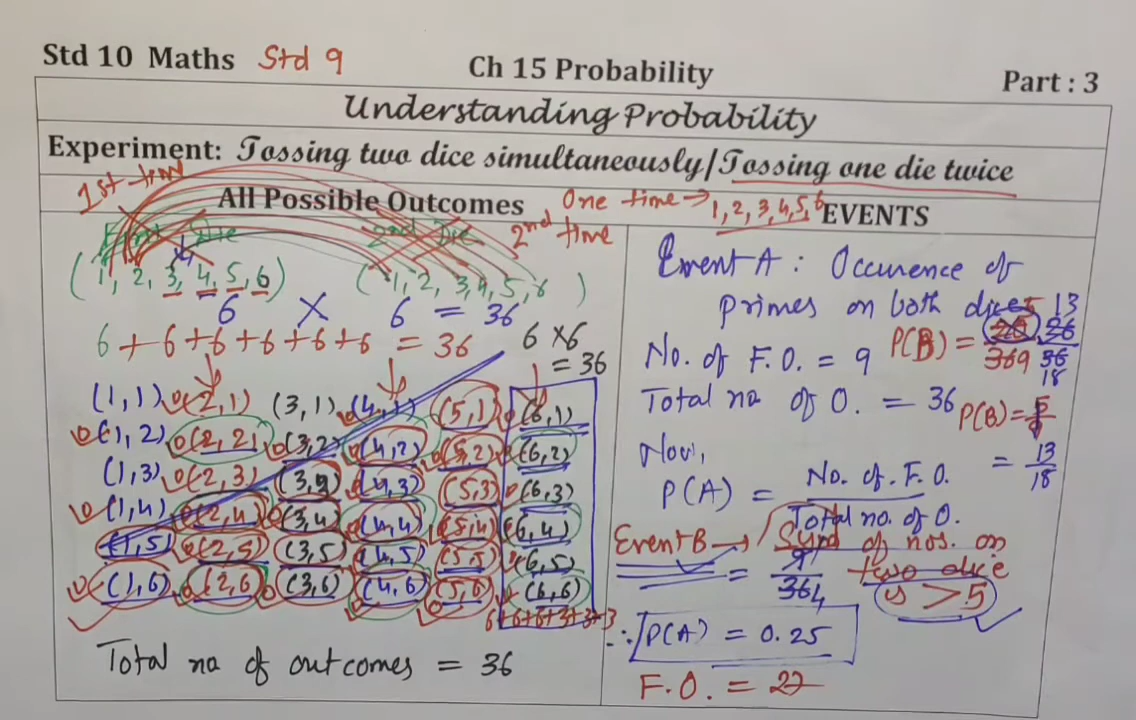 Std 10 Maths Std 9 Ch 15 Probability Part : 3
Understanding Probability
Experiment: Tossing two dice simultaneously/Tossing one die twice
1st time
All Possible Outcomes
One time → 1, 2, 3, 4, 5, 6
EVENTS
2nd time
First Die 2nd Die
(1, 2, 3, 4, 5, 6) (1, 2, 3, 4, 5, 6)
6 X 6 = 36
6 + 6 + 6 + 6 + 6 + 6 = 36
6 × 6
= 36
(1,1) (2,1) (3,1) (4,1) (5,1) (6,1)
(1,2) (2,2) (3,2) (4,2) (5,2) (6,2)
(1,3) (2,3) (3,3) (4,3) (5,3) (6,3)
(1,4) (2,4) (3,4) (4,4) (5,4) (6,4)
(1,5) (2,5) (3,5) (4,5) (5,5) (6,5)
(1,6) (2,6) (3,6) (4,6) (5,6) (6,6)
Total no of outcomes = 36
Event A : Occurence of
primes on both dice
No. of F.O. = 9
P(B) = 26
36
13
18
Total no of O. = 36
P(B) =
= 13
18
Now,
P(A) = No. of. F. O.
Total no. of O.
Event B → Sum of nos. on
two dice
is > 5
= 9
36 4
∴ P(A) = 0.25
F.O. = 27